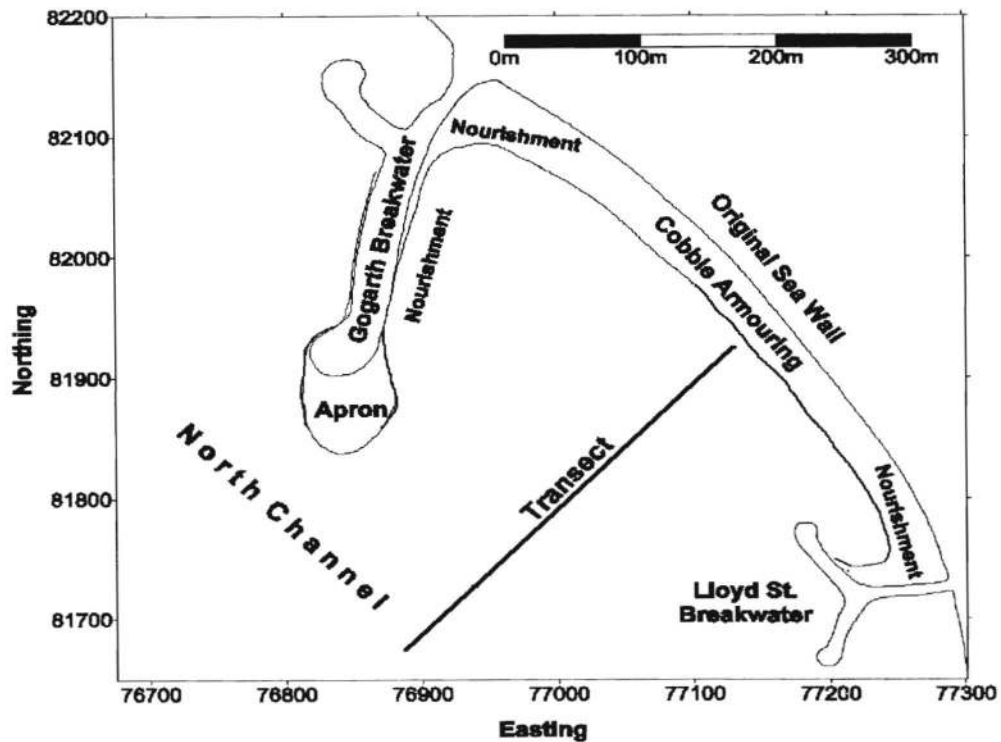 82200
82100
82000
81900
81800
81700
Northing
0m 100m 200m 300m
Nourishment
Gogarth Breakwater
Nourishment
Original Sea Wall
Cobble Armouring
Apron
Transect
North Channel
Nourishment
Lloyd St.
Breakwater
76700 76800 76900 77000 77100 77200 77300
Easting